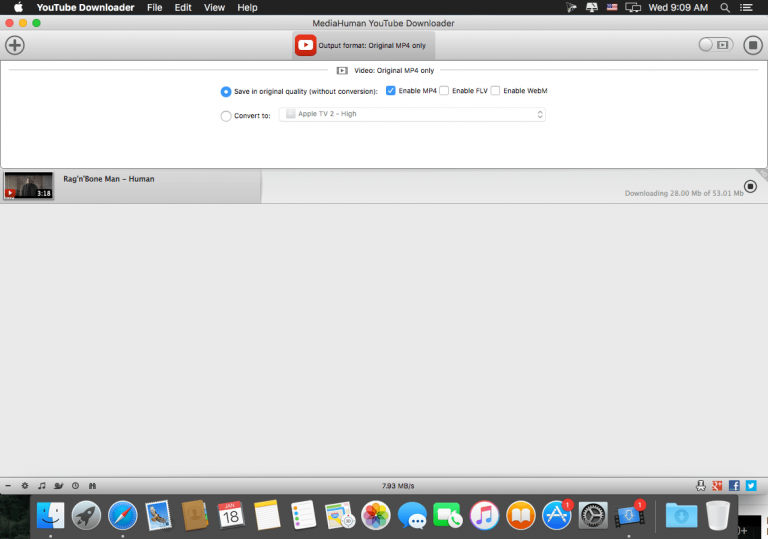 YouTube Downloader File Edit View Help Wed 9:09 AM
MediaHuman YouTube Downloader
Output format: Original MP4 only
Video: Original MP4 only
Save in original quality (without conversion): Enable MP4 Enable FLV Enable WebM
Convert to: Apple TV 2 - High
Rag'n'Bone Man - Human
3:18
Downloading 28.00 Mb of 53.01 Mb
7.93 MB/s
JAN
18
1
1